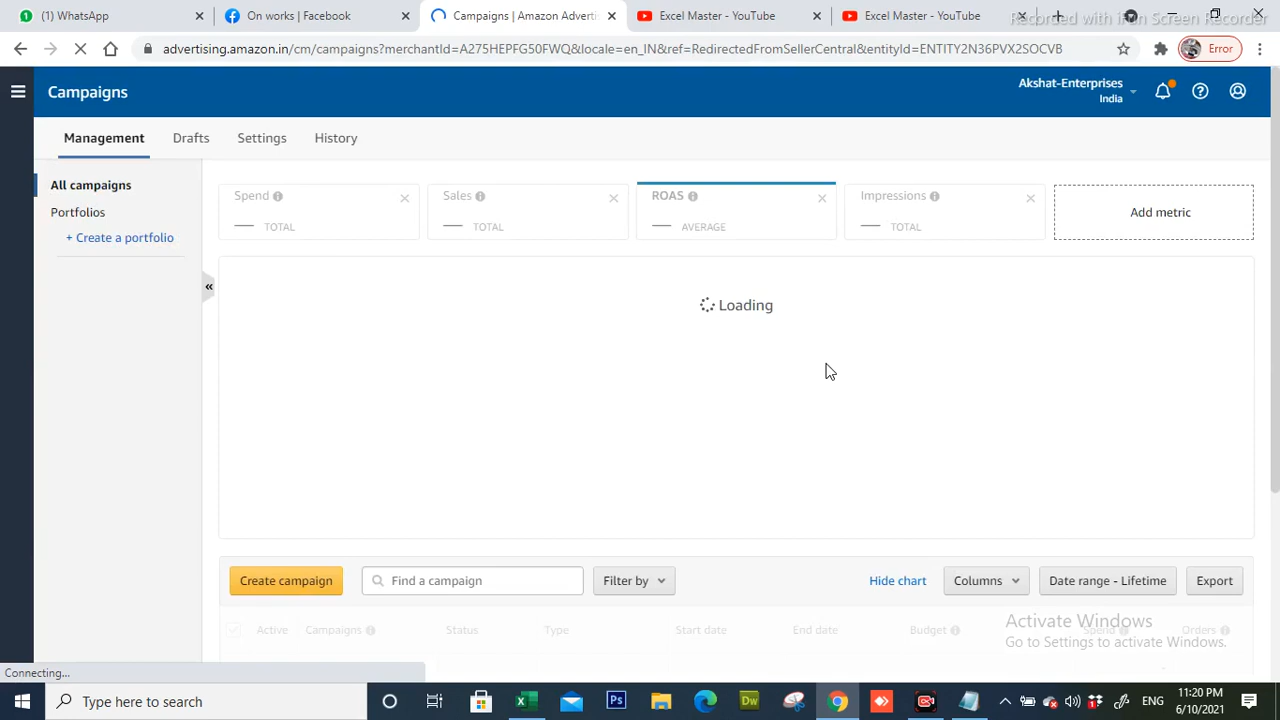 (1) WhatsApp
On works | Facebook
Campaigns | Amazon Adverti
Excel Master - YouTube
Excel Master - YouTube
Recorded with iFun Screen Recorder
advertising.amazon.in/cm/campaigns?merchantId=A275HEPFG50FWQ&locale=en_IN&ref=RedirectedFromSellerCentral&entityId=ENTITY2N36PVX2SOCVB
Error
Campaigns
Akshat-Enterprises
India
Management
Drafts
Settings
History
All campaigns
Portfolios
+ Create a portfolio
Spend
TOTAL
Sales
TOTAL
ROAS
AVERAGE
Impressions
TOTAL
Add metric
Loading
Create campaign
Find a campaign
Filter by
Hide chart
Columns
Date range - Lifetime
Export
Active
Campaigns
Status
Type
Start date
End date
Budget
Spend
Orders
Activate Windows
Go to Settings to activate Windows.
Connecting...
Type here to search
ENG
11:20 PM
6/10/2021